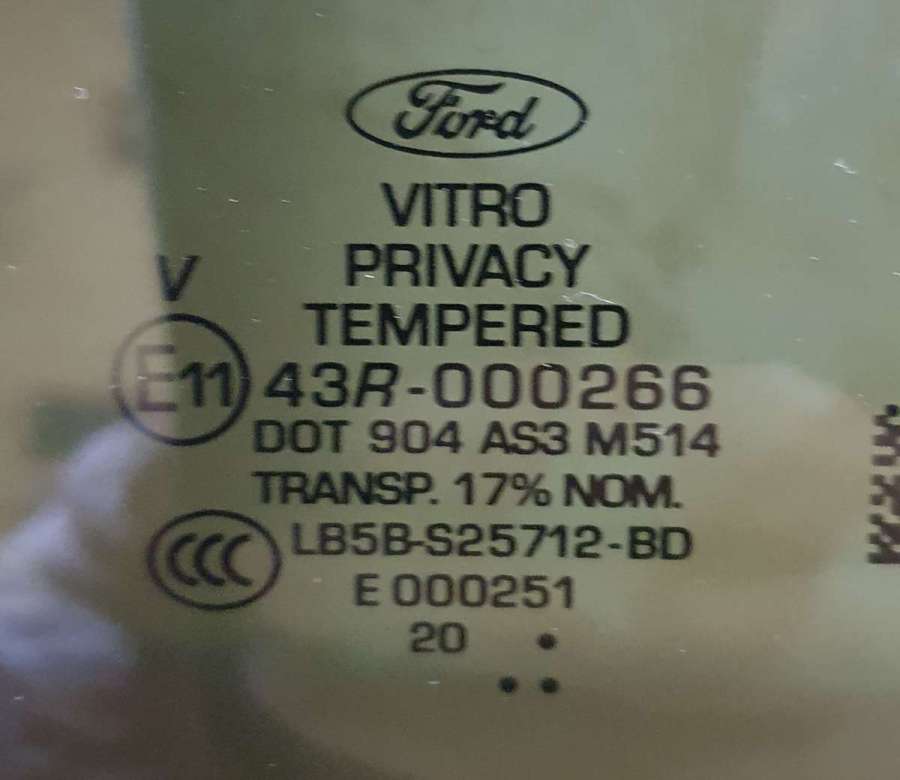 Ford
VITRO
PRIVACY
TEMPERED
V
E11 43R-000266
DOT 904 AS3 M514
TRANSP. 17% NOM.
CCC LB5B-S25712-BD
E 000251
20